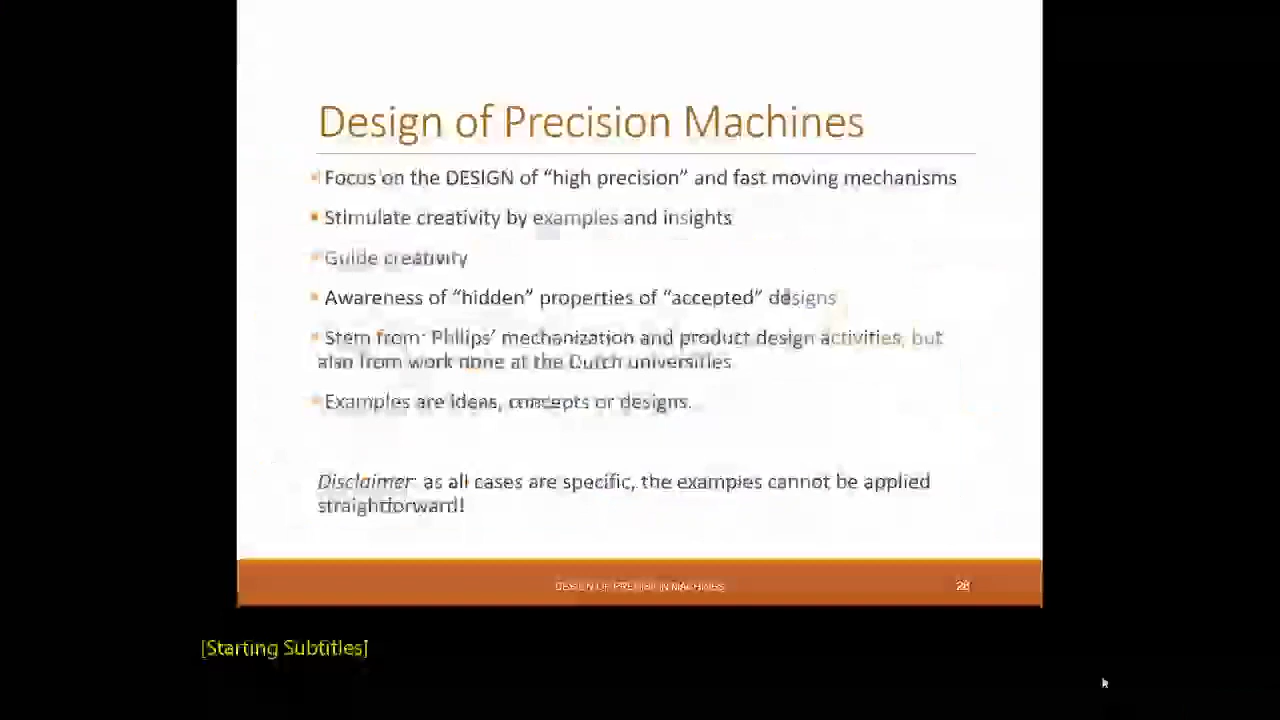 Design of Precision Machines
Focus on the DESIGN of “high precision” and fast moving mechanisms
Stimulate creativity by examples and insights
Guide creativity
Awareness of “hidden” properties of “accepted” designs
Stem from: Philips’ mechanization and product design activities, but
also from work done at the Dutch universities
Examples are ideas, concepts or designs.
Disclaimer: as all cases are specific, the examples cannot be applied
straightforward!
DESIGN OF PRECISION MACHINES
28
[Starting Subtitles]